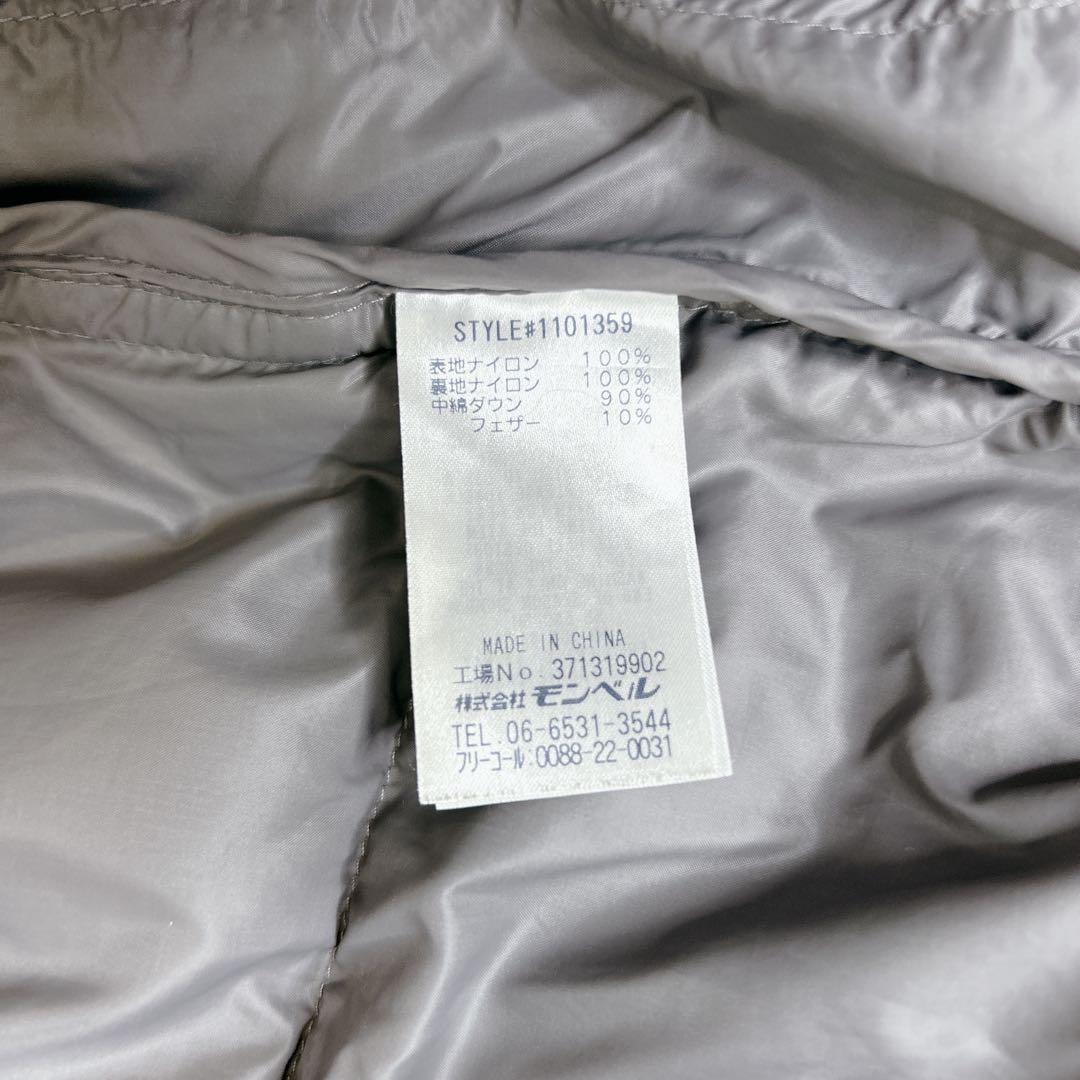 STYLE#1101359
表地ナイロン 100%
裏地ナイロン 100%
中綿ダウン 90%
フェザー 10%
MADE IN CHINA
工場No. 371319902
株式会社 モンベル
TEL.06-6531-3544
フリーコール:0088-22-0031